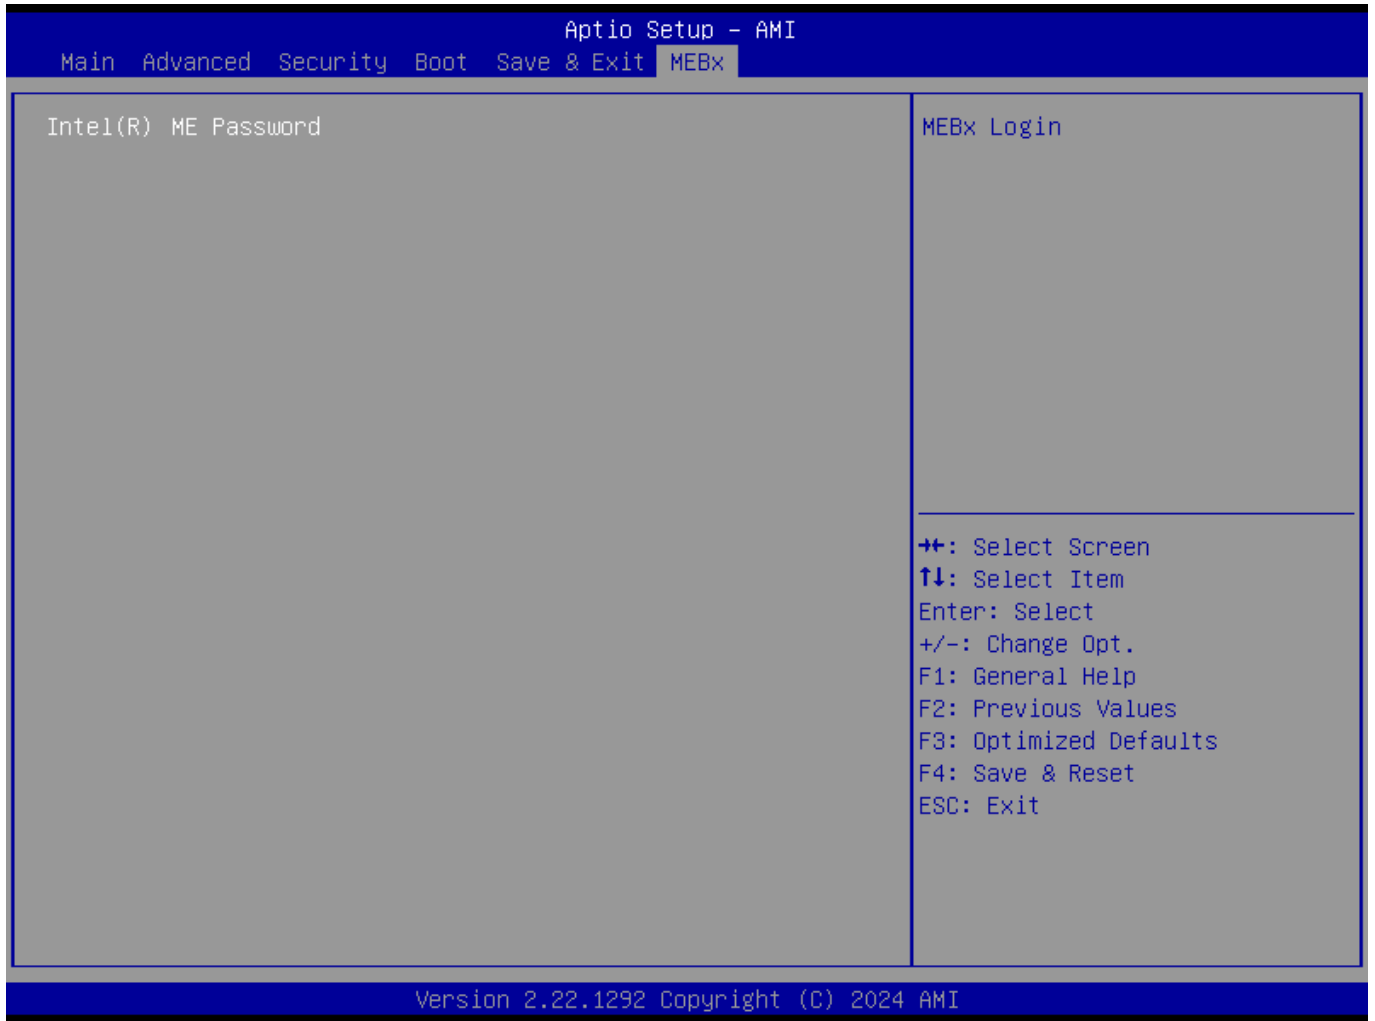 Aptio Setup – AMI
Main Advanced Security Boot Save & Exit MEBx
Intel(R) ME Password
MEBx Login
→←: Select Screen
↑↓: Select Item
Enter: Select
+/-: Change Opt.
F1: General Help
F2: Previous Values
F3: Optimized Defaults
F4: Save & Reset
ESC: Exit
Version 2.22.1292 Copyright (C) 2024 AMI